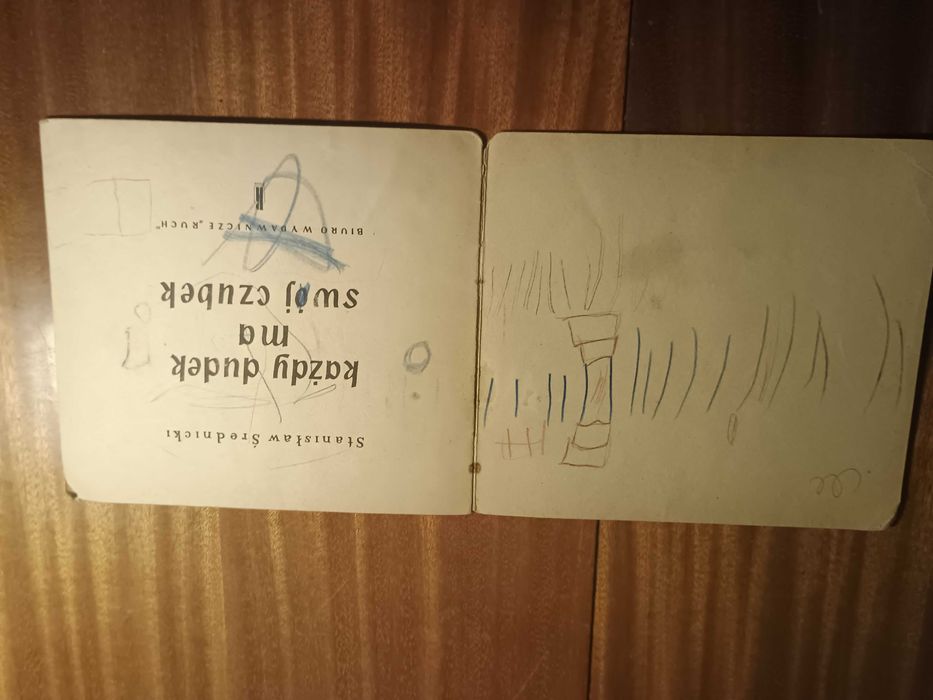 Stanisław Średnicki
każdy dudek
ma
swój czubek
BIURO WYDAWNICZE „RUCH"